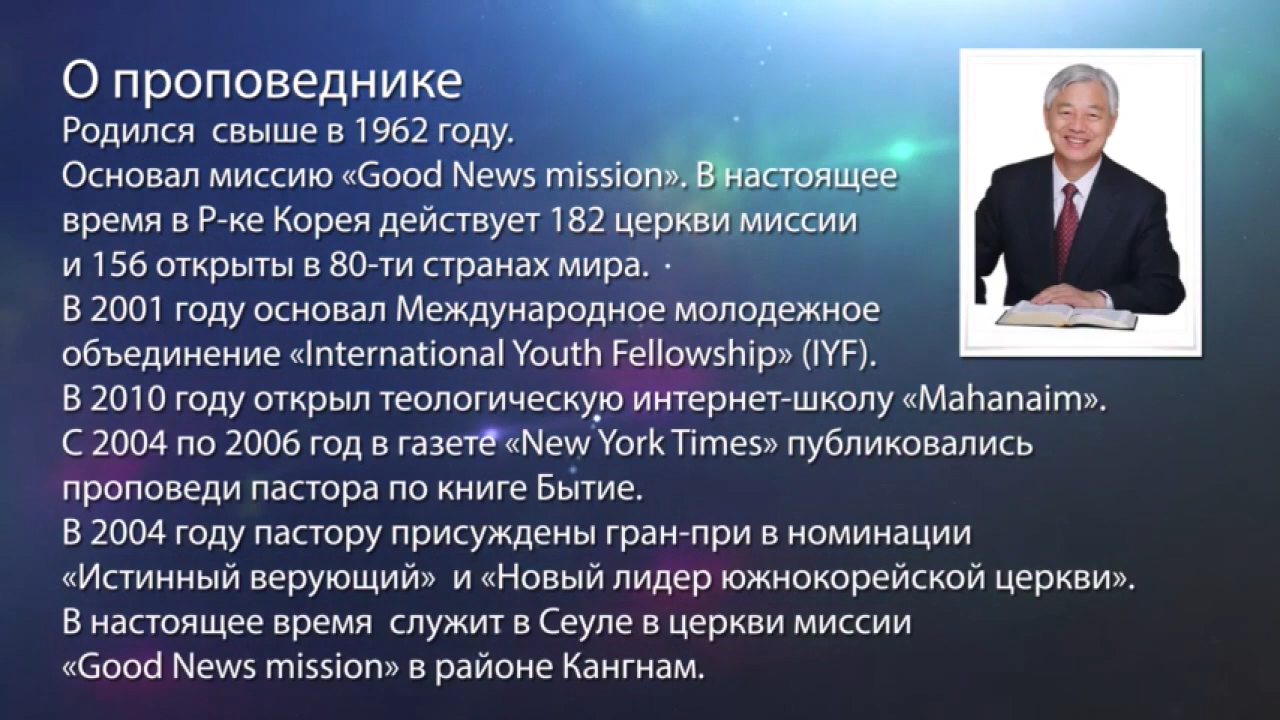 О проповеднике
Родился свыше в 1962 году.
Основал миссию «Good News mission». В настоящее
время в Р-ке Корея действует 182 церкви миссии
и 156 открыты в 80-ти странах мира.
В 2001 году основал Международное молодежное
объединение «International Youth Fellowship» (IYF).
В 2010 году открыл теологическую интернет-школу «Mahanaim».
С 2004 по 2006 год в газете «New York Times» публиковались
проповеди пастора по книге Бытие.
В 2004 году пастору присуждены гран-при в номинации
«Истинный верующий» и «Новый лидер южнокорейской церкви».
В настоящее время служит в Сеуле в церкви миссии
«Good News mission» в районе Кангнам.